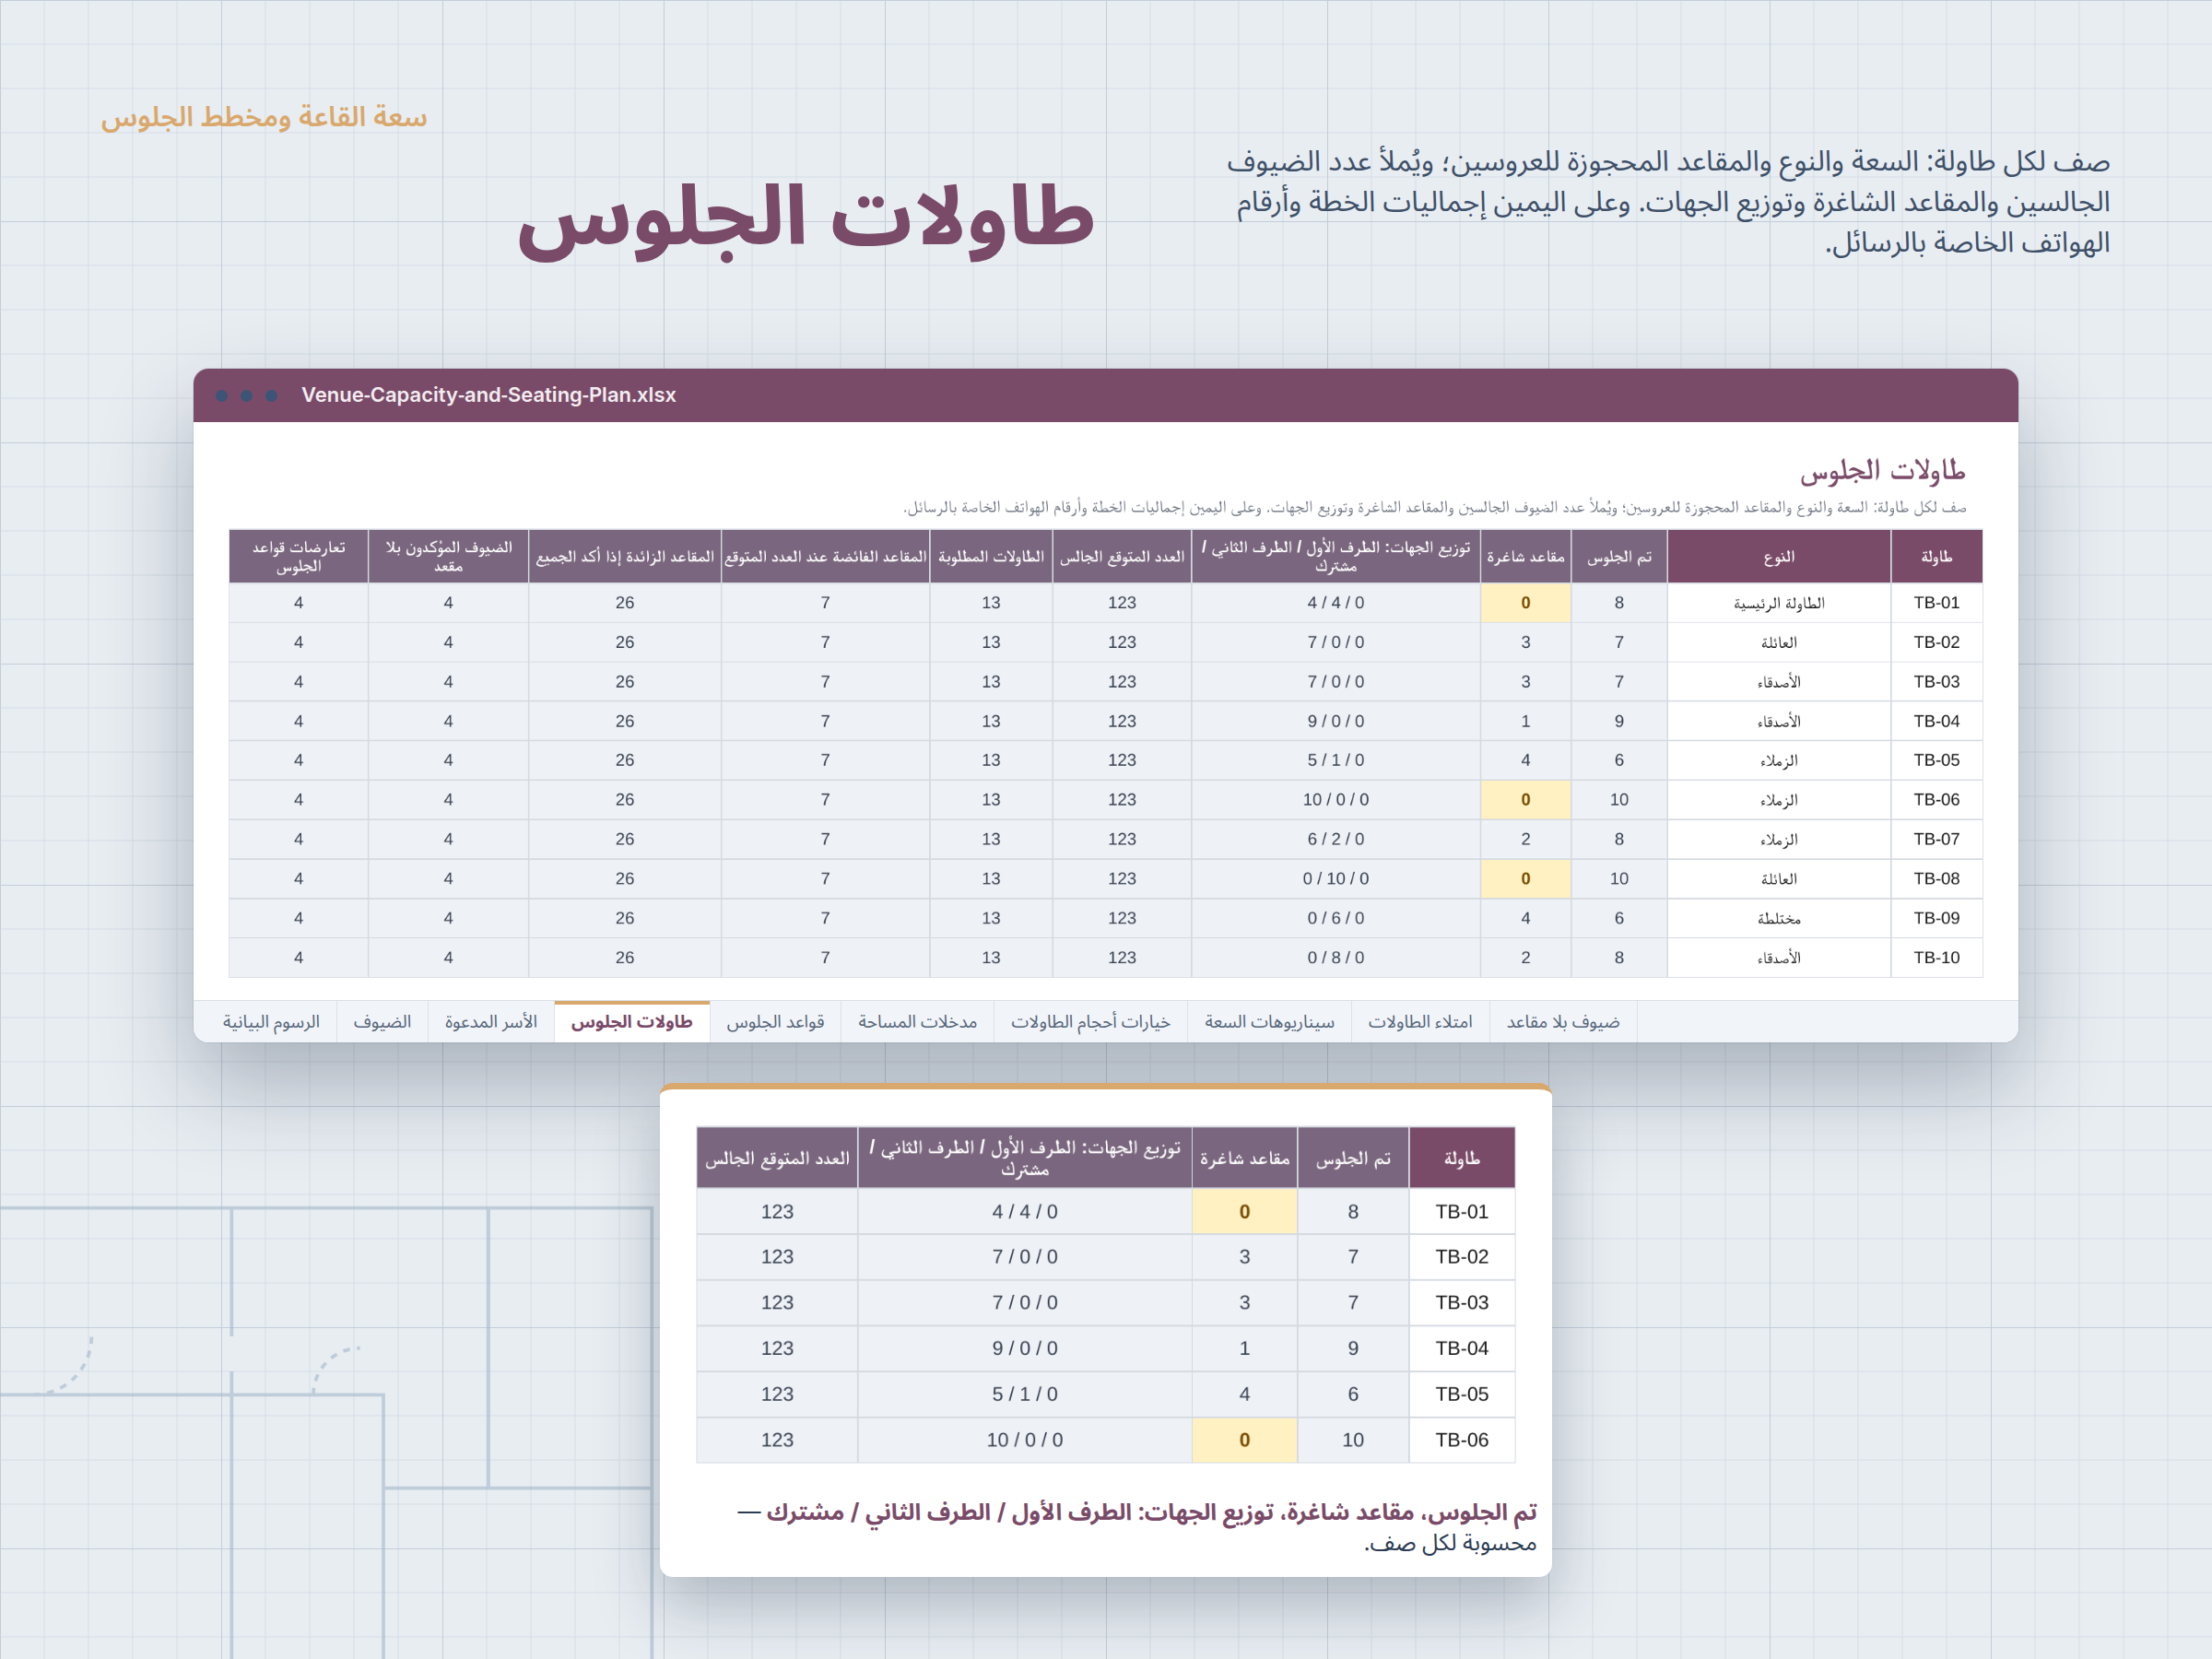 سعة القاعة ومخطط الجلوس
طاولات الجلوس
صف لكل طاولة: السعة والنوع والمقاعد المحجوزة للعروسين؛ ويُملأ عدد الضيوف
الجالسين والمقاعد الشاغرة وتوزيع الجهات. وعلى اليمين إجماليات الخطة وأرقام
الهواتف الخاصة بالرسائل.
Venue-Capacity-and-Seating-Plan.xlsx
طاولات الجلوس
صف لكل طاولة: السعة والنوع والمقاعد المحجوزة للعروسين؛ ويُملأ عدد الضيوف الجالسين والمقاعد الشاغرة وتوزيع الجهات. وعلى اليمين إجماليات الخطة وأرقام الهواتف الخاصة بالرسائل.
طاولة النوع تم الجلوس مقاعد شاغرة توزيع الجهات: الطرف الأول / الطرف الثاني / مشترك العدد المتوقع الجالس الطاولات المطلوبة المقاعد الفائضة عند العدد المتوقع المقاعد الزائدة إذا أكد الجميع الضيوف المؤكدون بلا مقعد تعارضات قواعد الجلوس
TB-01 الطاولة الرئيسية 8 0 4 / 4 / 0 123 13 7 26 4 4
TB-02 العائلة 7 3 7 / 0 / 0 123 13 7 26 4 4
TB-03 الأصدقاء 7 3 7 / 0 / 0 123 13 7 26 4 4
TB-04 الأصدقاء 9 1 9 / 0 / 0 123 13 7 26 4 4
TB-05 الزملاء 6 4 5 / 1 / 0 123 13 7 26 4 4
TB-06 الزملاء 10 0 10 / 0 / 0 123 13 7 26 4 4
TB-07 الزملاء 8 2 6 / 2 / 0 123 13 7 26 4 4
TB-08 العائلة 10 0 0 / 10 / 0 123 13 7 26 4 4
TB-09 مختلطة 6 4 0 / 6 / 0 123 13 7 26 4 4
TB-10 الأصدقاء 8 2 0 / 8 / 0 123 13 7 26 4 4
الرسوم البيانية الضيوف الأسر المدعوة طاولات الجلوس قواعد الجلوس مدخلات المساحة خيارات أحجام الطاولات سيناريوهات السعة امتلاء الطاولات ضيوف بلا مقاعد
طاولة تم الجلوس مقاعد شاغرة توزيع الجهات: الطرف الأول / الطرف الثاني / مشترك العدد المتوقع الجالس
TB-01 8 0 4 / 4 / 0 123
TB-02 7 3 7 / 0 / 0 123
TB-03 7 3 7 / 0 / 0 123
TB-04 9 1 9 / 0 / 0 123
TB-05 6 4 5 / 1 / 0 123
TB-06 10 0 10 / 0 / 0 123
تم الجلوس، مقاعد شاغرة، توزيع الجهات: الطرف الأول / الطرف الثاني / مشترك —
محسوبة لكل صف.